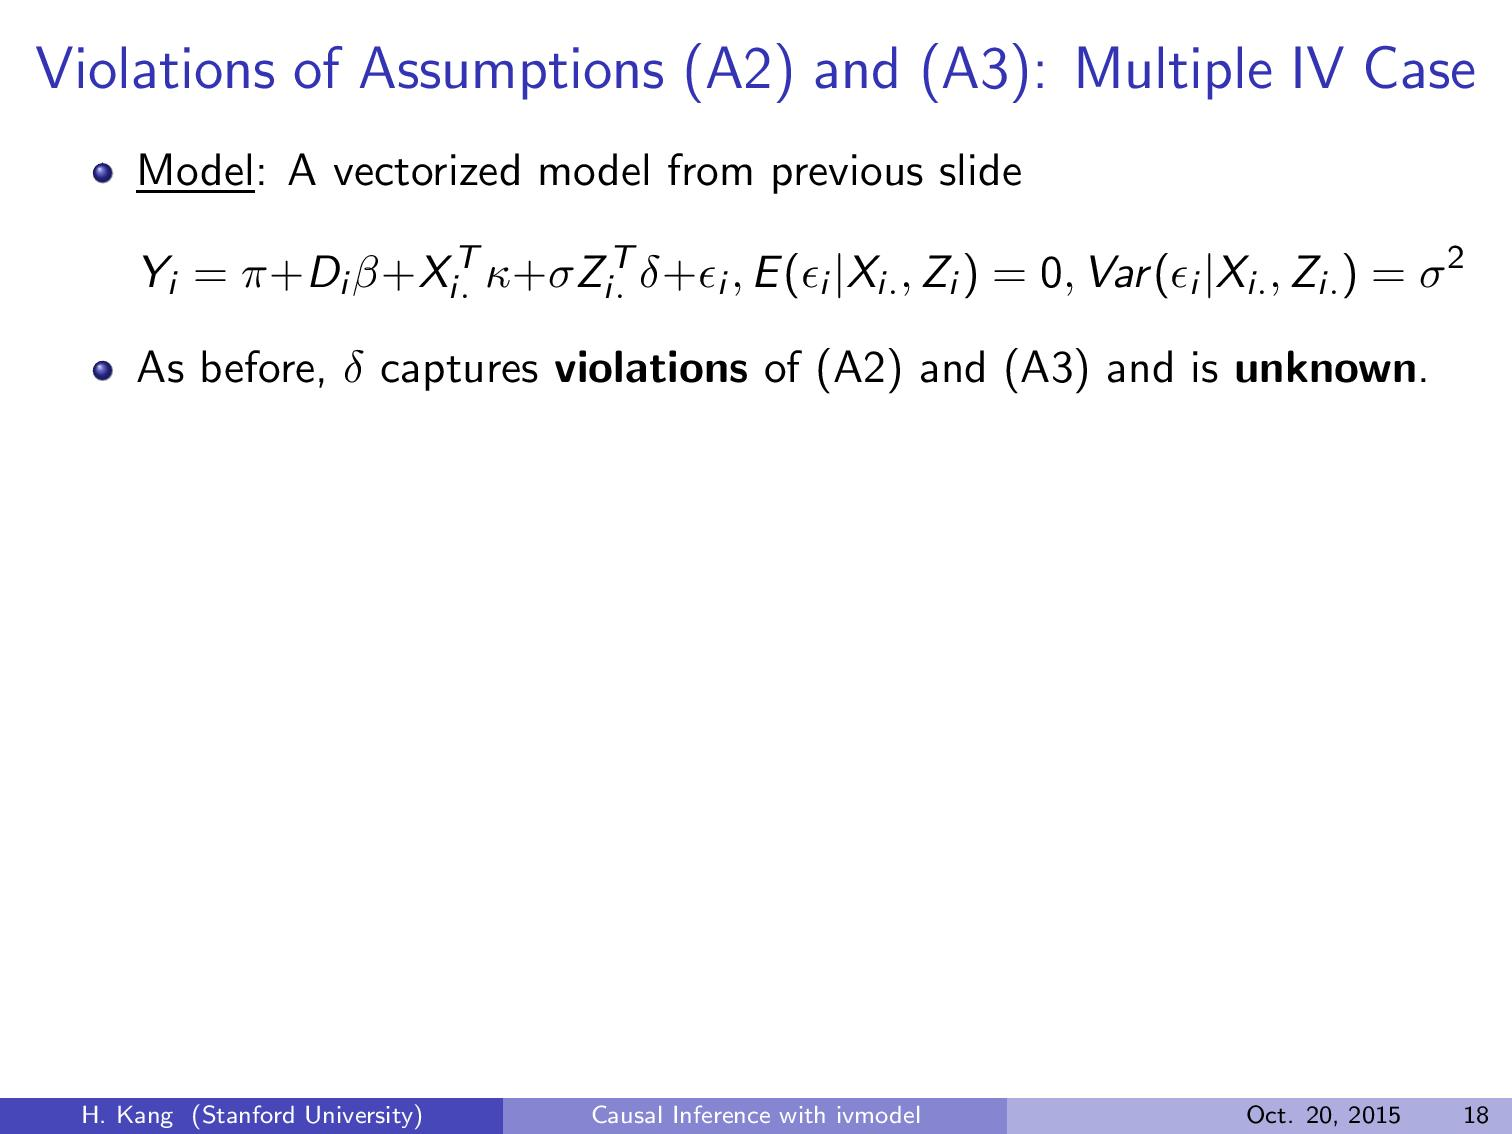 Violations of Assumptions (A2) and (A3): Multiple IV Case
Model: A vectorized model from previous slide
Y_i = π+D_iβ+X_{i.}^T κ+σZ_{i.}^T δ+ϵ_i, E(ϵ_i|X_{i.}, Z_i) = 0, Var(ϵ_i|X_{i.}, Z_{i.}) = σ^2
As before, δ captures violations of (A2) and (A3) and is unknown.
H. Kang (Stanford University) Causal Inference with ivmodel Oct. 20, 2015 18